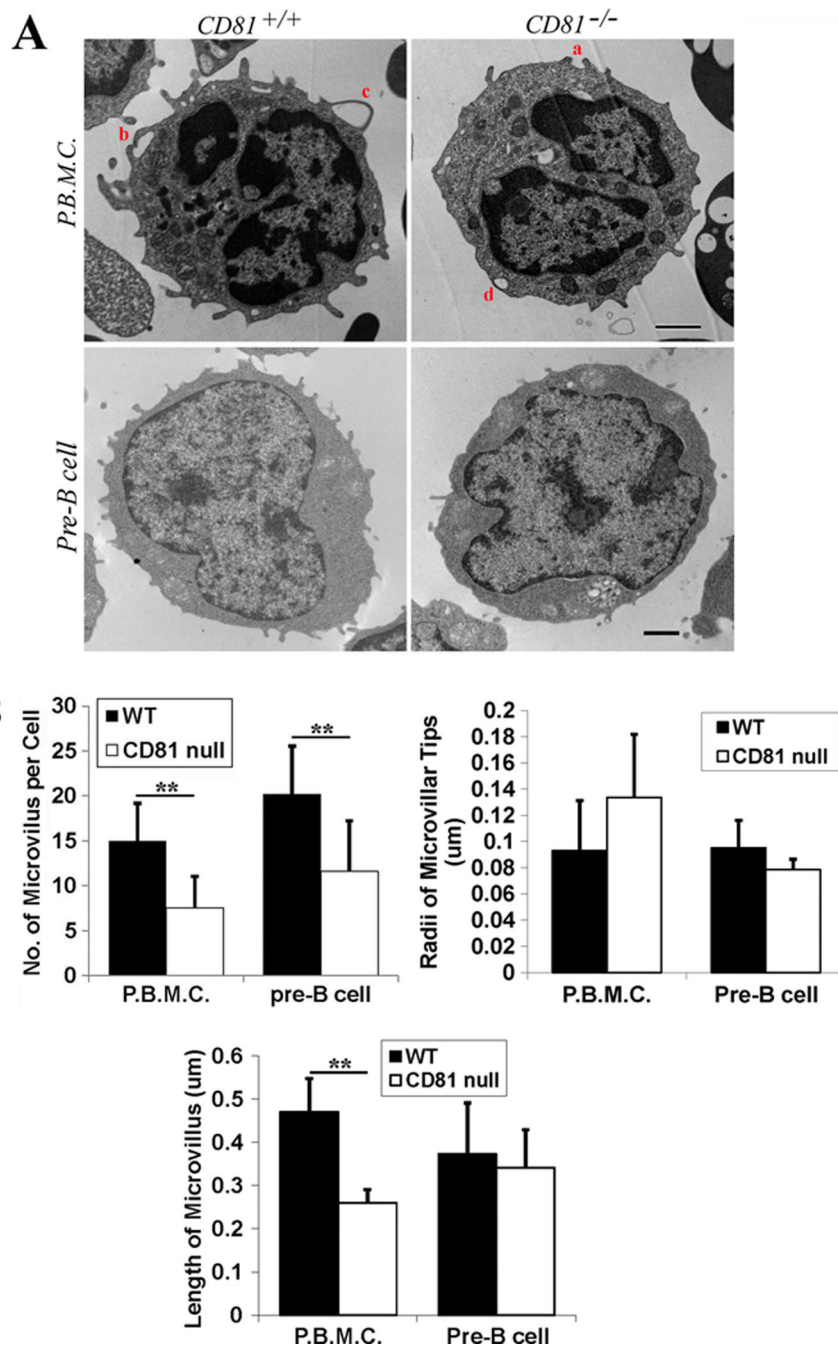 A
CD81 +/+
CD81 -/-
P.B.M.C.
a
b
c
d
Pre-B cell
No. of Microvilus per Cell
30
25
20
15
10
5
0
WT
CD81 null
**
**
P.B.M.C.
pre-B cell
Radii of Microvillar Tips
(um)
0.2
0.18
0.16
0.14
0.12
0.1
0.08
0.06
0.04
0.02
0
WT
CD81 null
P.B.M.C.
Pre-B cell
Length of Microvillus (um)
0.6
0.5
0.4
0.3
0.2
0.1
0
WT
CD81 null
**
P.B.M.C.
Pre-B cell